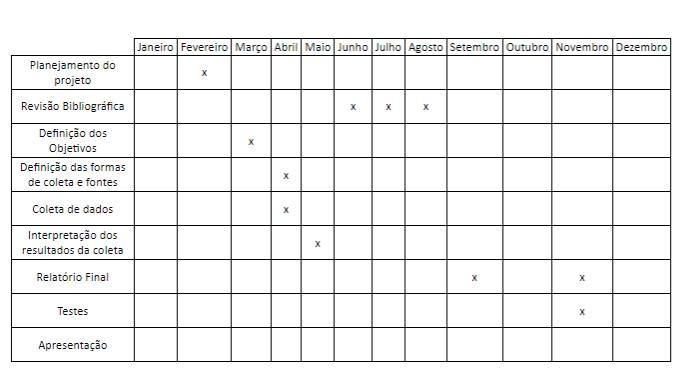 Janeiro Fevereiro Março Abril Maio Junho Julho Agosto Setembro Outubro Novembro Dezembro
Planejamento do
projeto
x
Revisão Bibliográfica x x x
Definição dos
Objetivos
x
Definição das formas
de coleta e fontes
x
Coleta de dados x
Interpretação dos
resultados da coleta
x
Relatório Final x x
Testes x
Apresentação